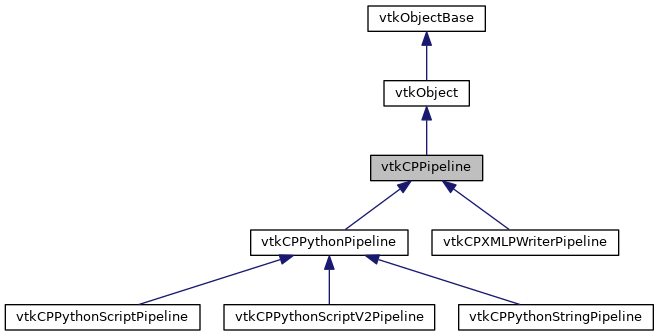 vtkObjectBase
vtkObject
vtkCPPipeline
vtkCPPythonPipeline
vtkCPXMLPWriterPipeline
vtkCPPythonScriptPipeline
vtkCPPythonScriptV2Pipeline
vtkCPPythonStringPipeline